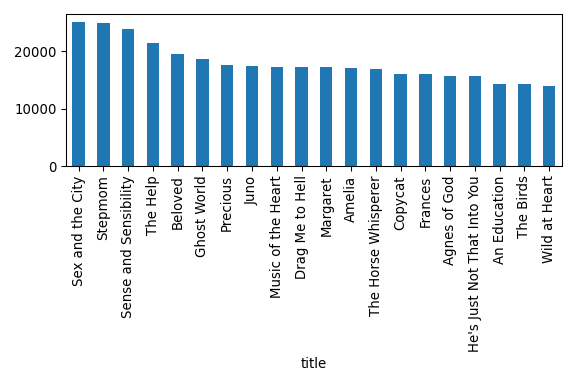 20000
10000
0
Sex and the City
Stepmom
Sense and Sensibility
The Help
Beloved
Ghost World
Precious
Juno
Music of the Heart
Drag Me to Hell
Margaret
Amelia
The Horse Whisperer
Copycat
Frances
Agnes of God
He's Just Not That Into You
An Education
The Birds
Wild at Heart
title